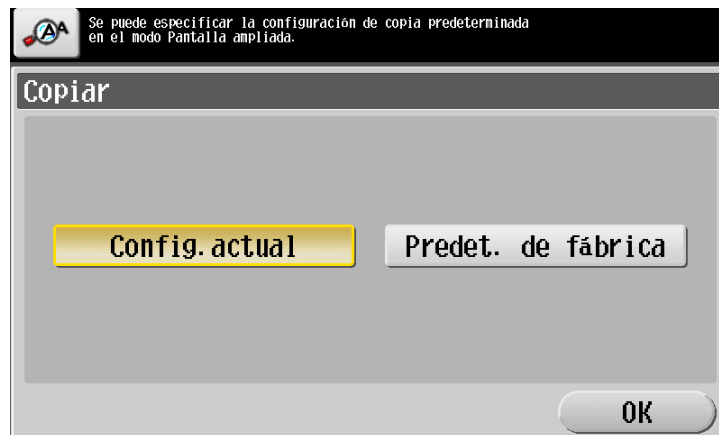 AA
Se puede especificar la configuración de copia predeterminada
en el modo Pantalla ampliada.
Copiar
Config.actual
Predet. de fábrica
OK